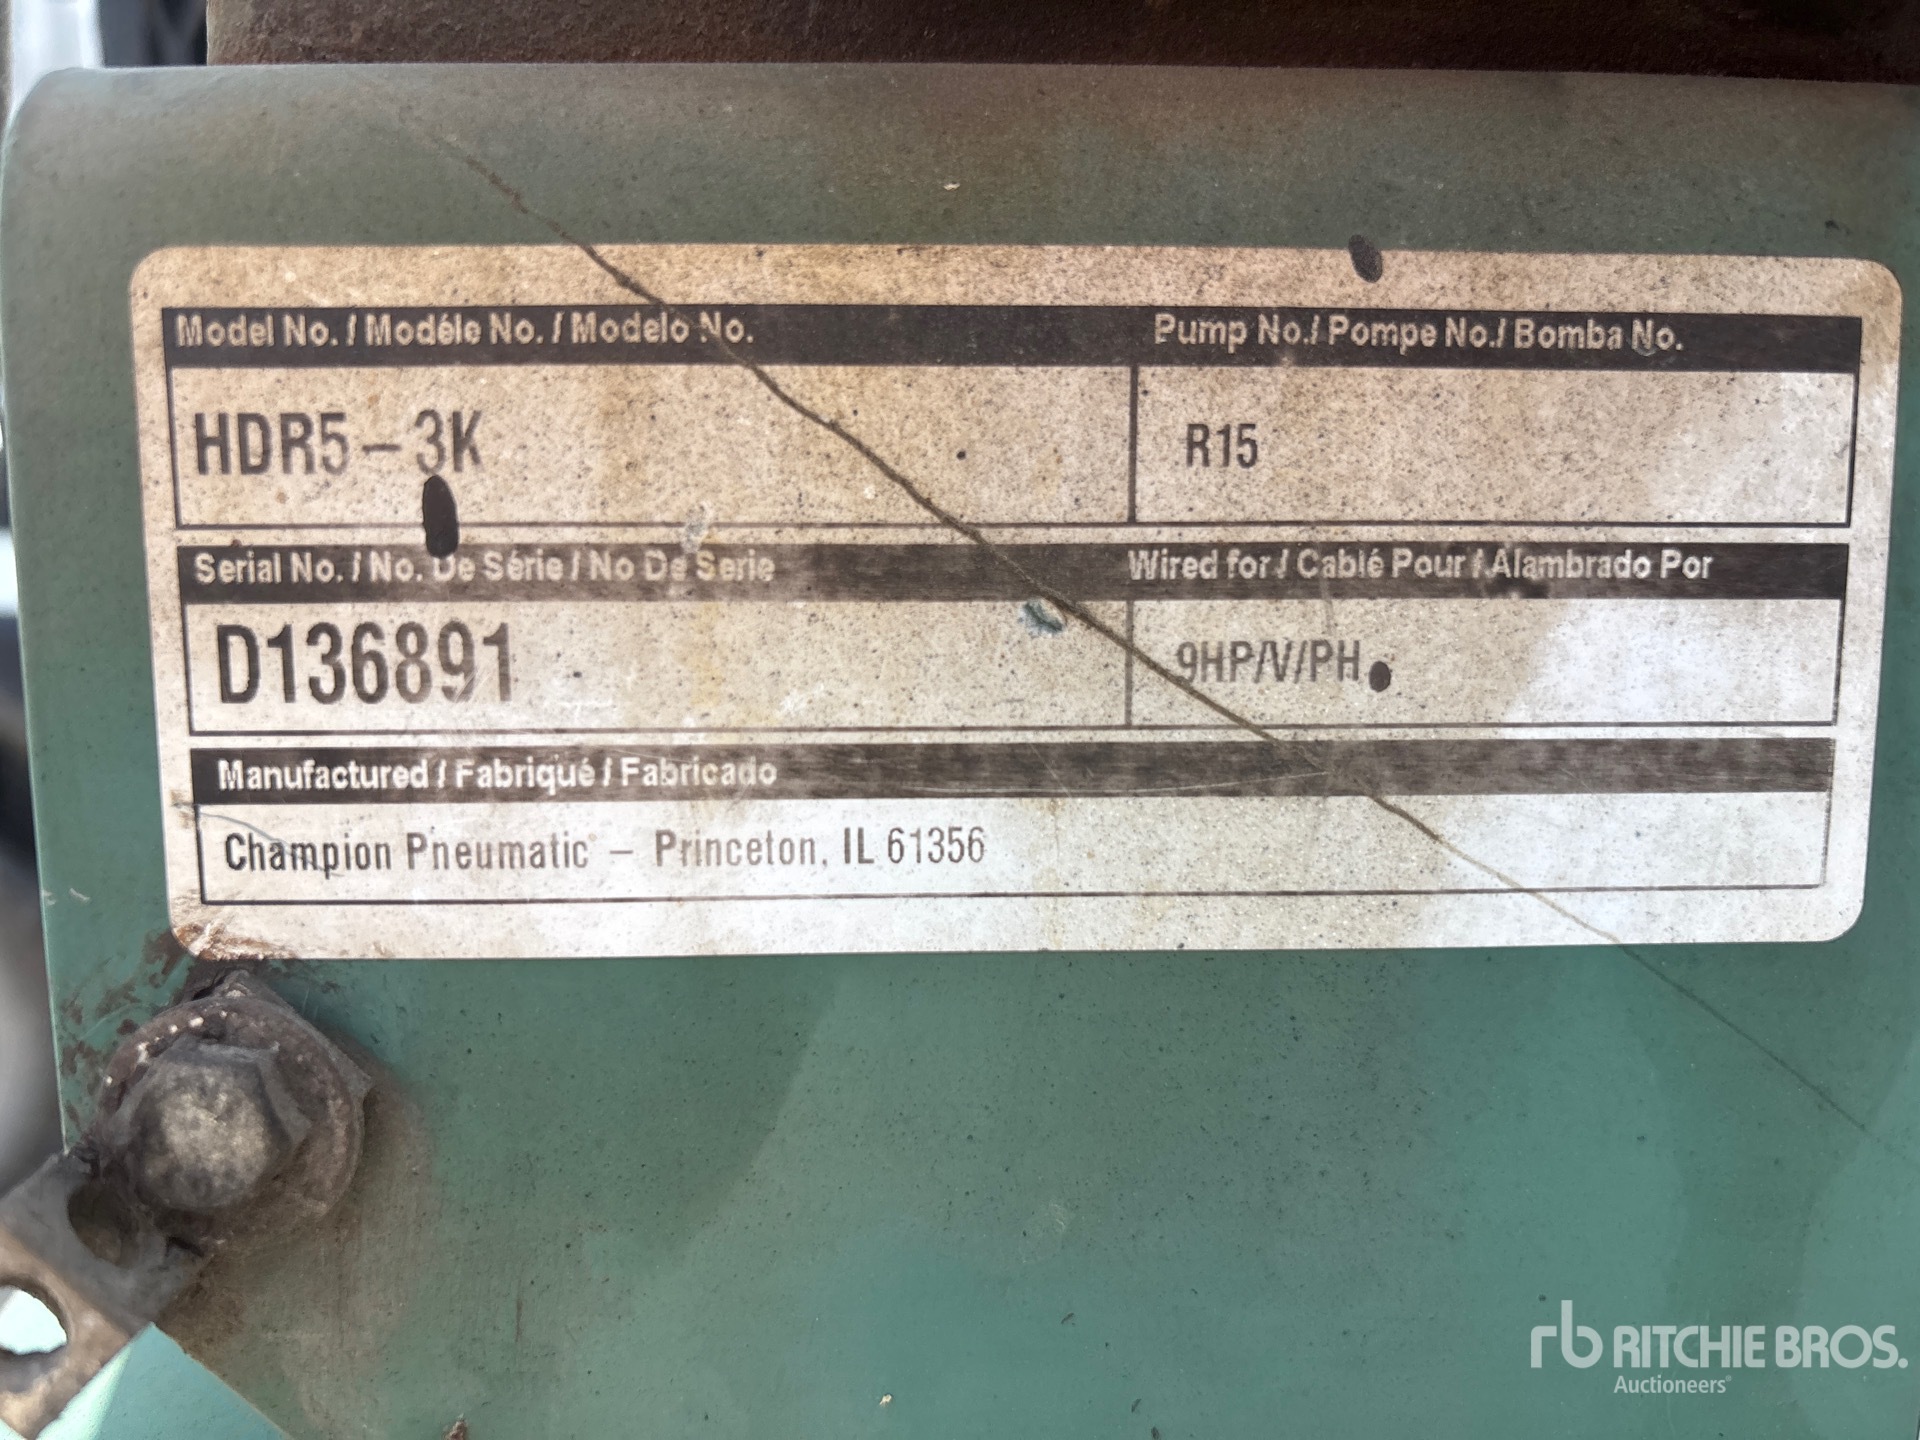 Model No. / Modéle No. / Modelo No.
Pump No./ Pompe No./ Bomba No.
HDR5-3K
R15
Serial No. / No. De Série / No De Serie
Wired for / Cablé Pour / Alambrado Por
D136891
9HP/V/PH
Manufactured / Fabriqué / Fabricado
Champion Pneumatic - Princeton, IL 61356
rb RITCHIE BROS.
Auctioneers